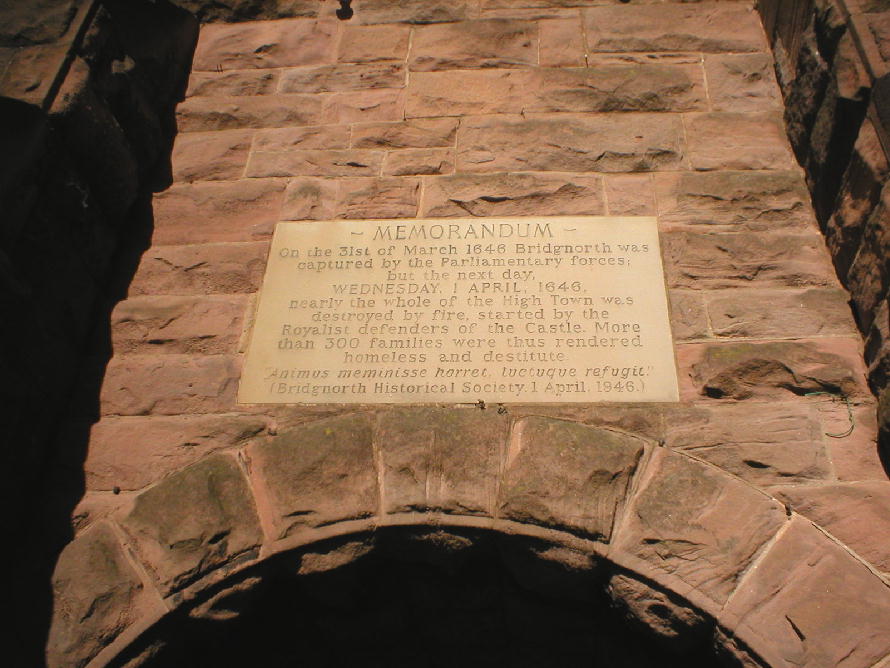 ~ MEMORANDUM ~
On the 31st of March 1646 Bridgnorth was
captured by the Parliamentary forces;
but the next day,
WEDNESDAY, 1 APRIL, 1646,
nearly the whole of the High Town was
destroyed by fire, started by the
Royalist defenders of the Castle. More
than 300 families were thus rendered
homeless and destitute.
"Animus meminisse horret, luctuque refugit."
(Bridgnorth Historical Society. 1 April, 1946.)